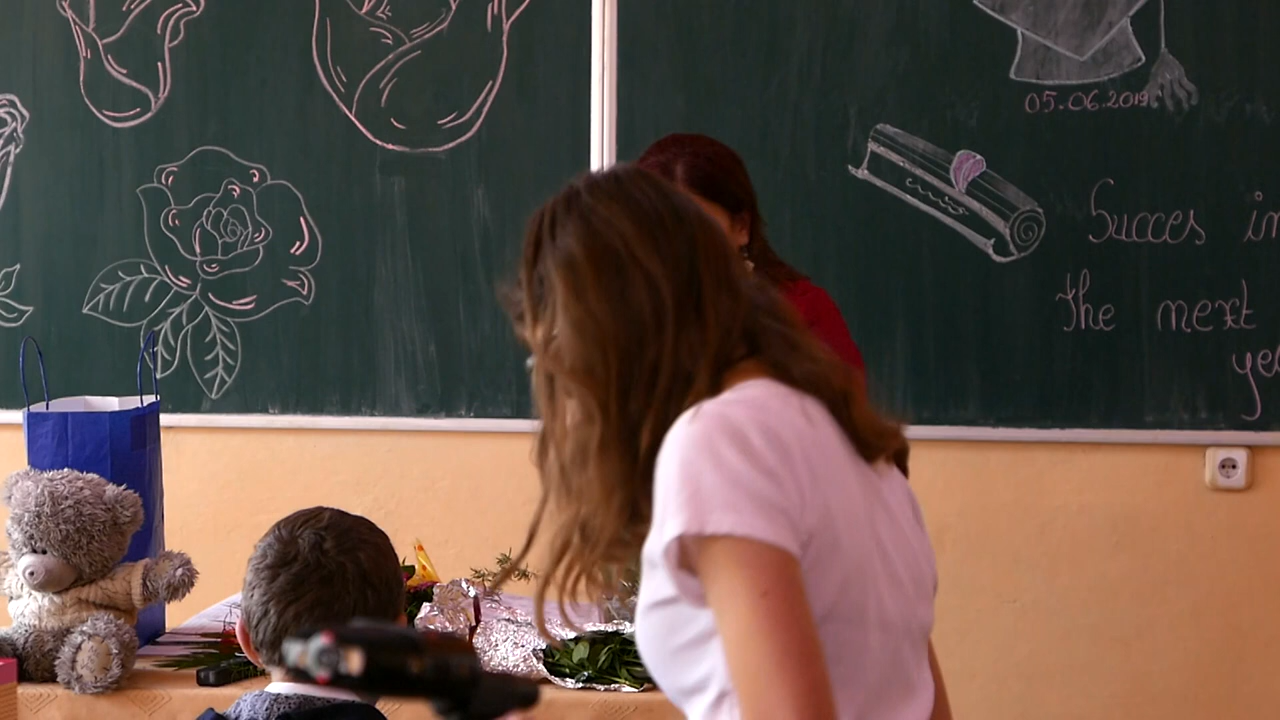 05.06.2019
Succes in
the next
ye